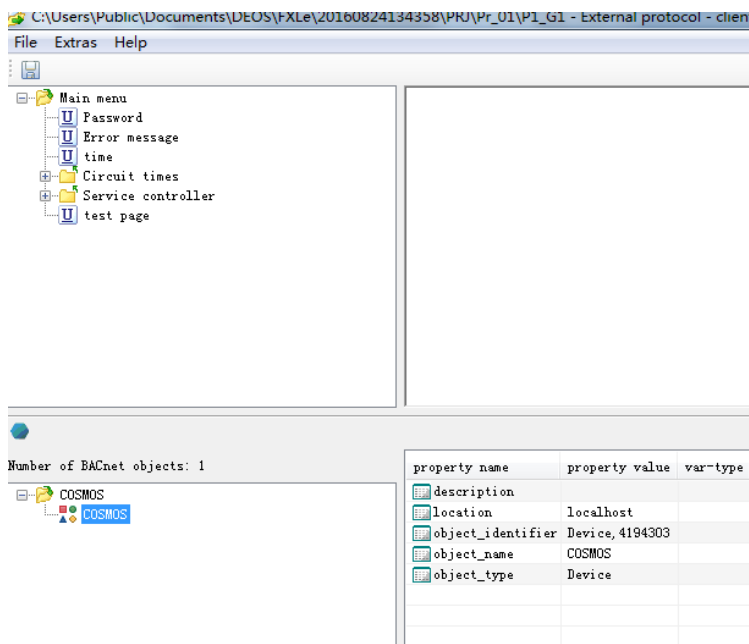 C:\Users\Public\Documents\DEOS\FXLe\20160824134358\PRJ\Pr_01\P1_G1 - External protocol - clien
File Extras Help
Main menu
U Password
U Error message
U time
Circuit times
Service controller
U test page
Number of BACnet objects: 1
COSMOS
COSMOS
property name property value var-type
description
location localhost
object_identifier Device, 4194303
object_name COSMOS
object_type Device